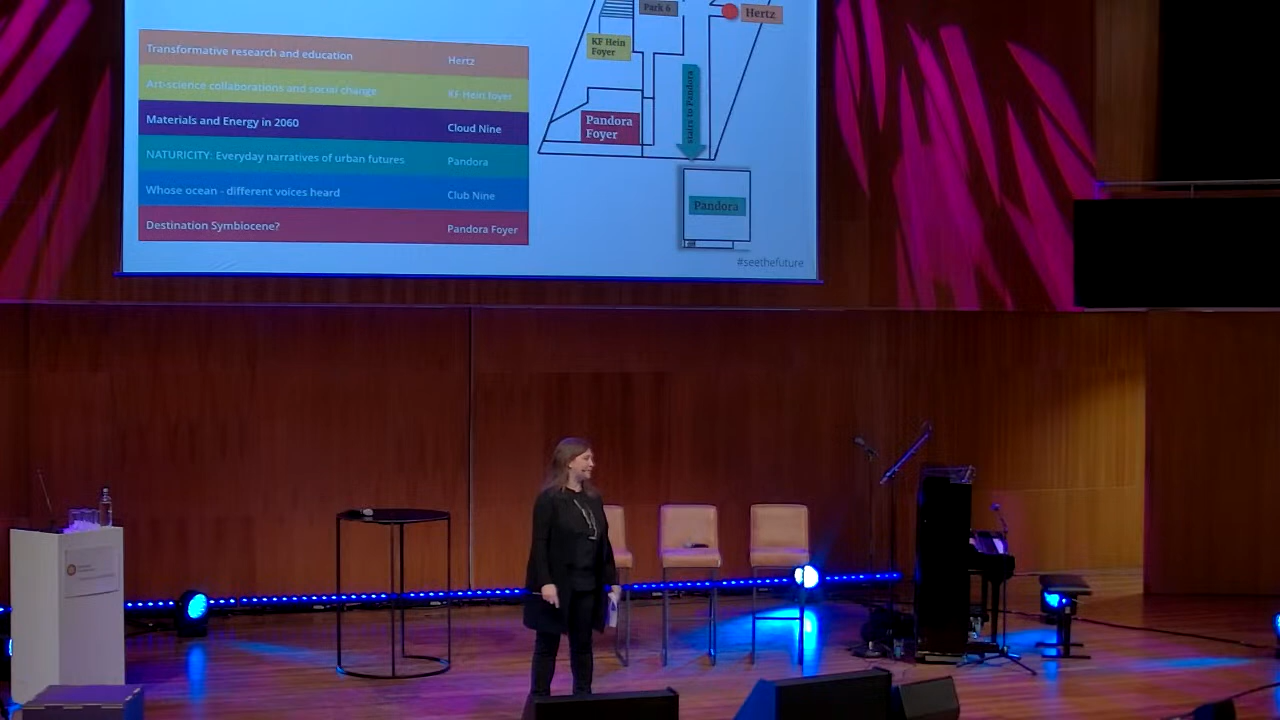 Transformative research and education Hertz
Art-science collaborations and social change KF Hein foyer
Materials and Energy in 2060 Cloud Nine
NATURICITY: Everyday narratives of urban futures Pandora
Whose ocean - different voices heard Club Nine
Destination Symbiocene? Pandora Foyer
Park 6
Hertz
KF Hein
Foyer
stairs to Pandora
Pandora
Foyer
Pandora
#seethefuture